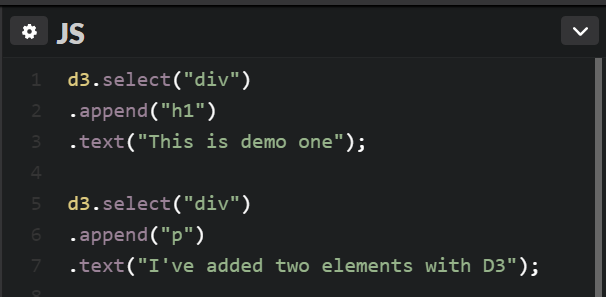 JS
1 d3.select("div")
2 .append("h1")
3 .text("This is demo one");
4
5 d3.select("div")
6 .append("p")
7 .text("I've added two elements with D3");
8